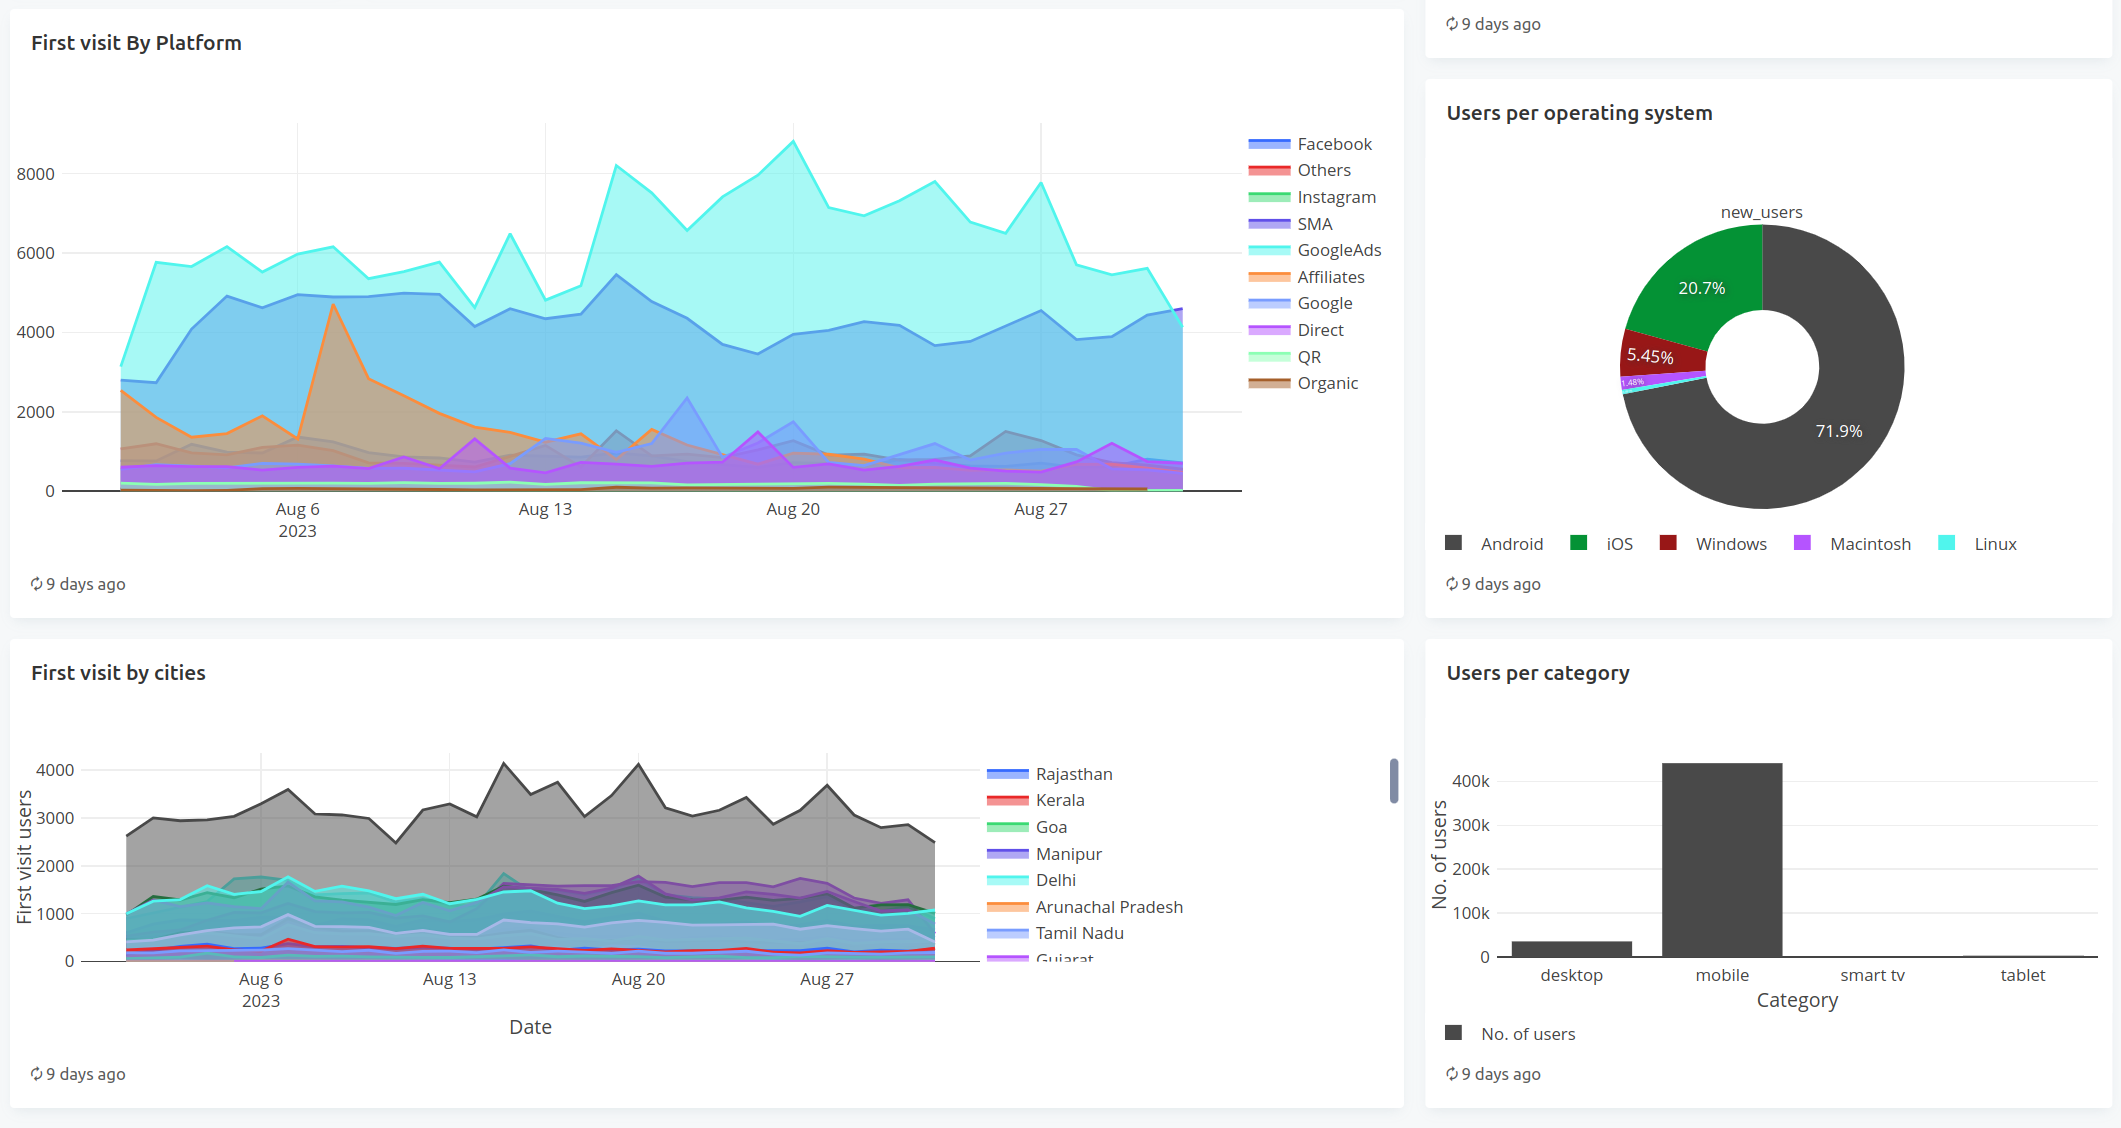 First visit By Platform
8000
6000
4000
2000
0
Aug 6
2023
Aug 13
Aug 20
Aug 27
Facebook
Others
Instagram
SMA
GoogleAds
Affiliates
Google
Direct
QR
Organic
9 days ago
9 days ago
Users per operating system
new_users
20.7%
5.45%
1.48%
71.9%
Android
iOS
Windows
Macintosh
Linux
9 days ago
First visit by cities
First visit users
4000
3000
2000
1000
0
Aug 6
2023
Aug 13
Aug 20
Aug 27
Date
Rajasthan
Kerala
Goa
Manipur
Delhi
Arunachal Pradesh
Tamil Nadu
Gujarat
9 days ago
Users per category
No. of users
400k
300k
200k
100k
0
desktop
mobile
smart tv
tablet
Category
No. of users
9 days ago